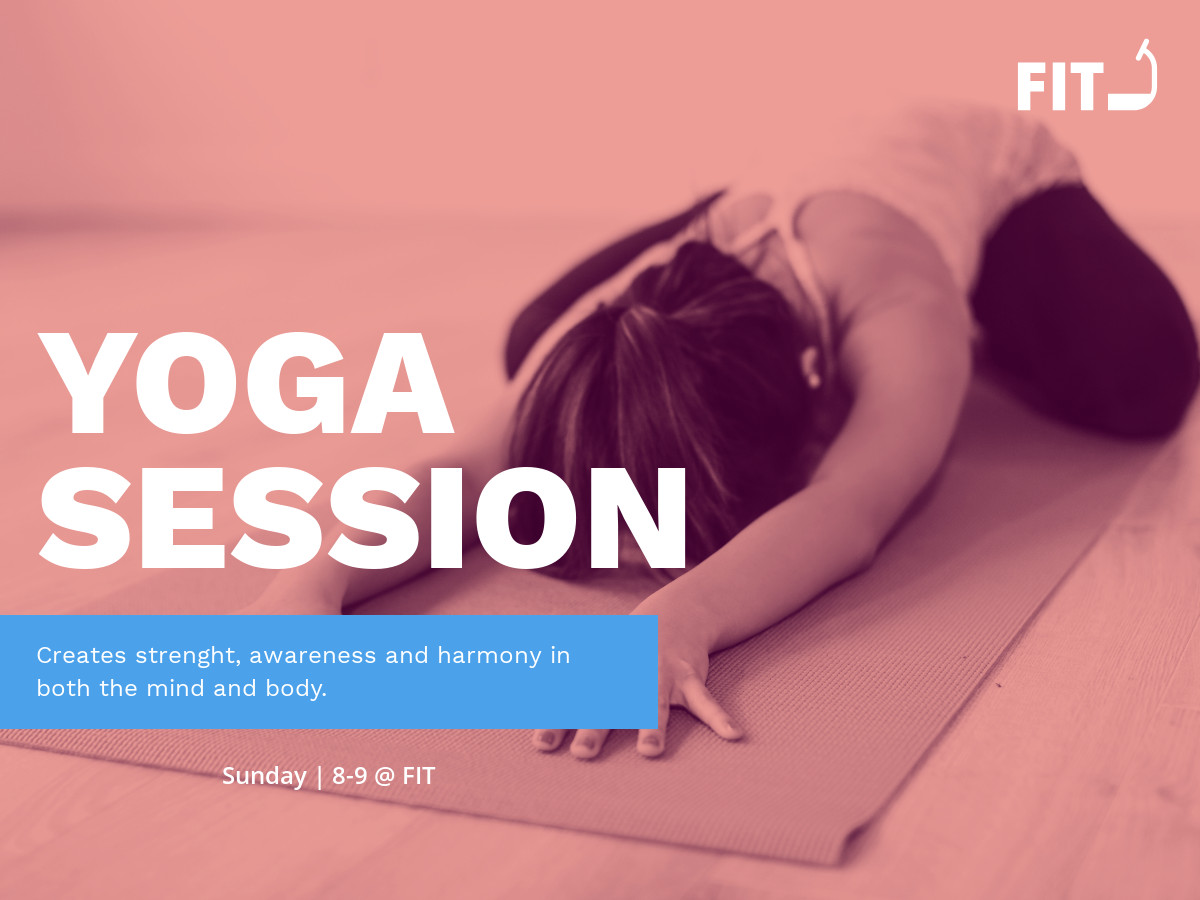 FIT
YOGA
SESSION
Creates strenght, awareness and harmony in
both the mind and body.
Sunday | 8-9 @ FIT